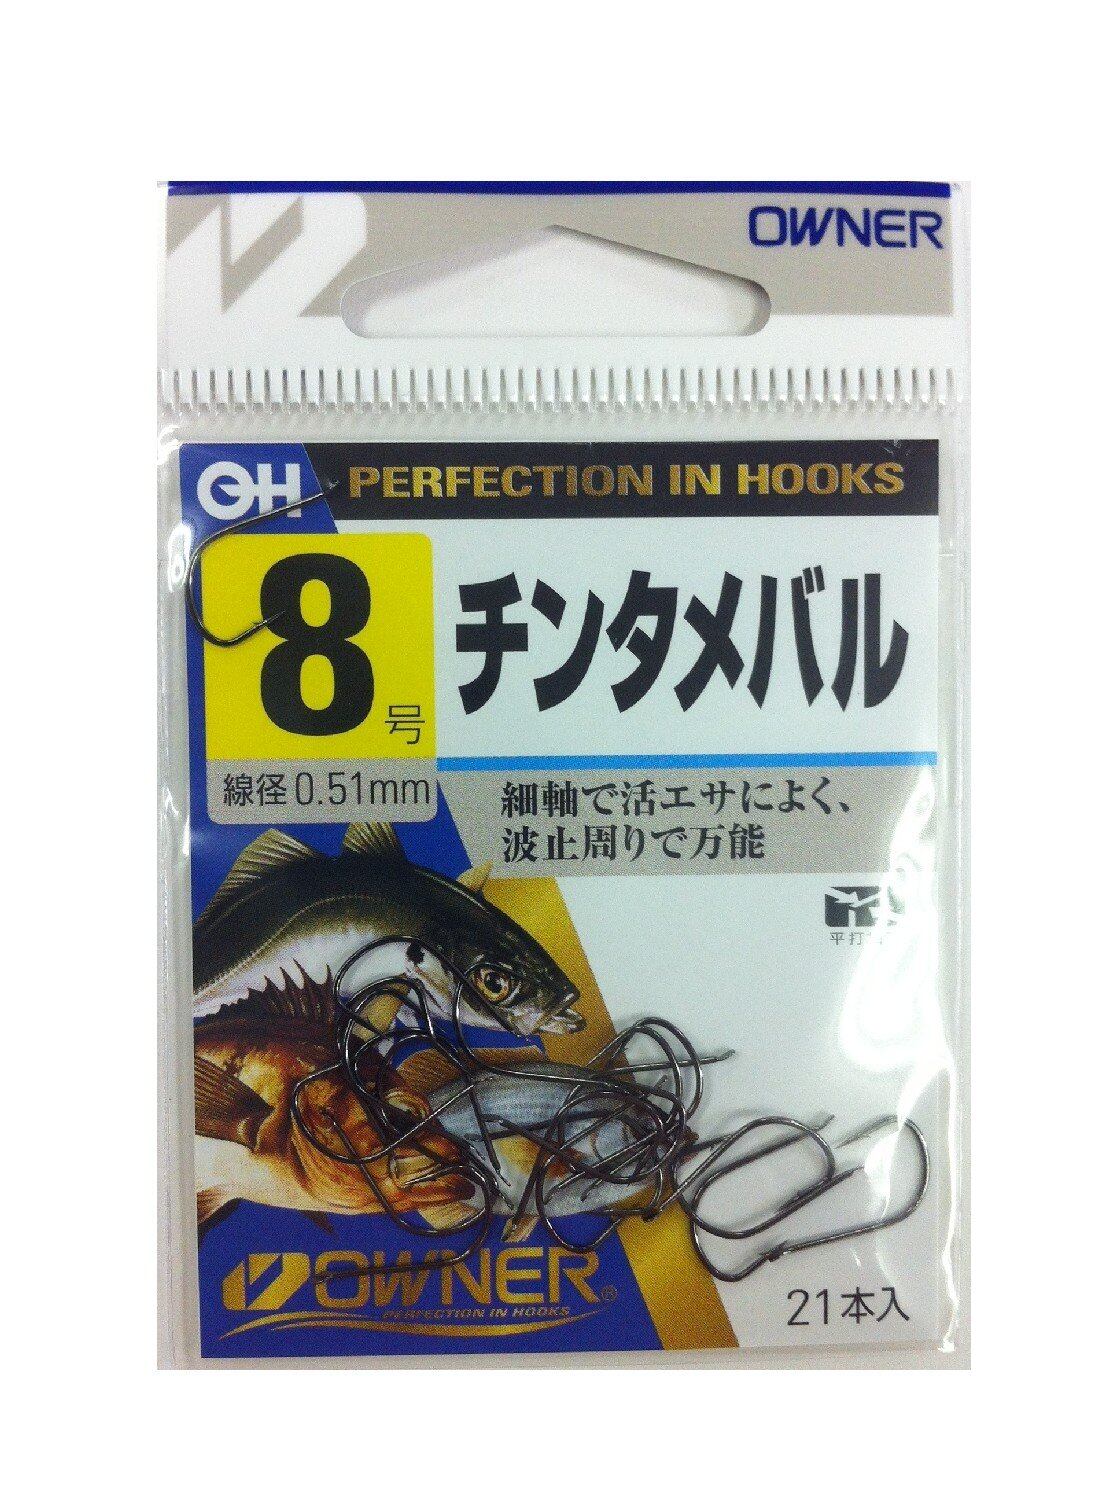 OWNER
OH PERFECTION IN HOOKS
8号
チンタメバル
線径0.51mm
細軸で活エサによく、
波止周りで万能
平打
OWNER®
PERFECTION IN HOOKS
21本入